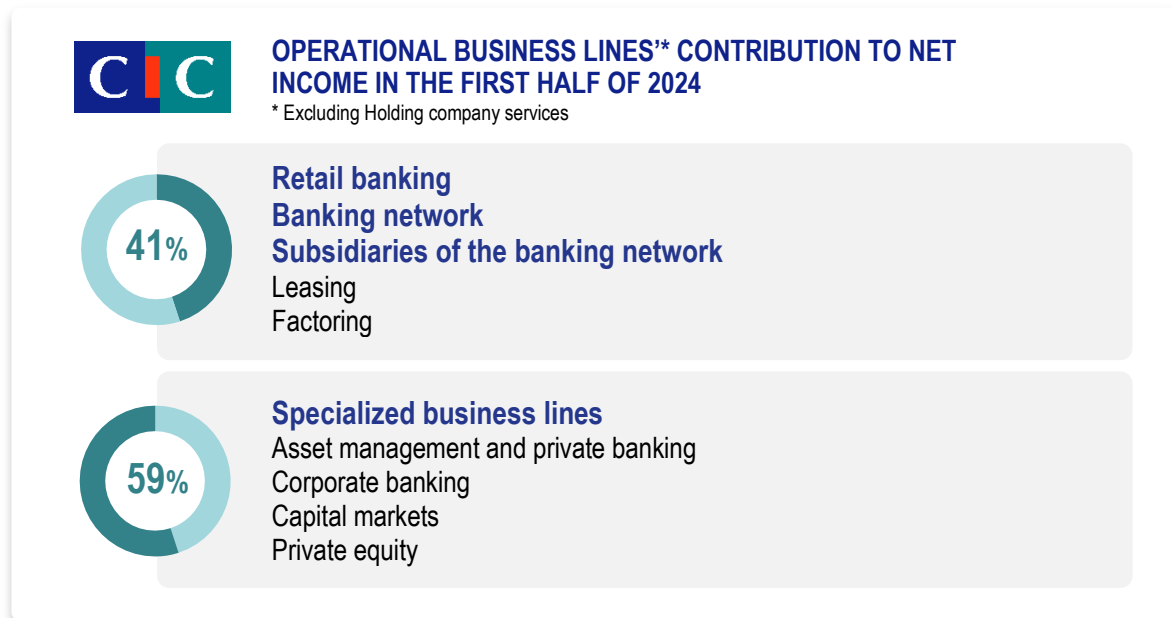 CIC
OPERATIONAL BUSINESS LINES’* CONTRIBUTION TO NET
INCOME IN THE FIRST HALF OF 2024
* Excluding Holding company services
41%
Retail banking
Banking network
Subsidiaries of the banking network
Leasing
Factoring
59%
Specialized business lines
Asset management and private banking
Corporate banking
Capital markets
Private equity